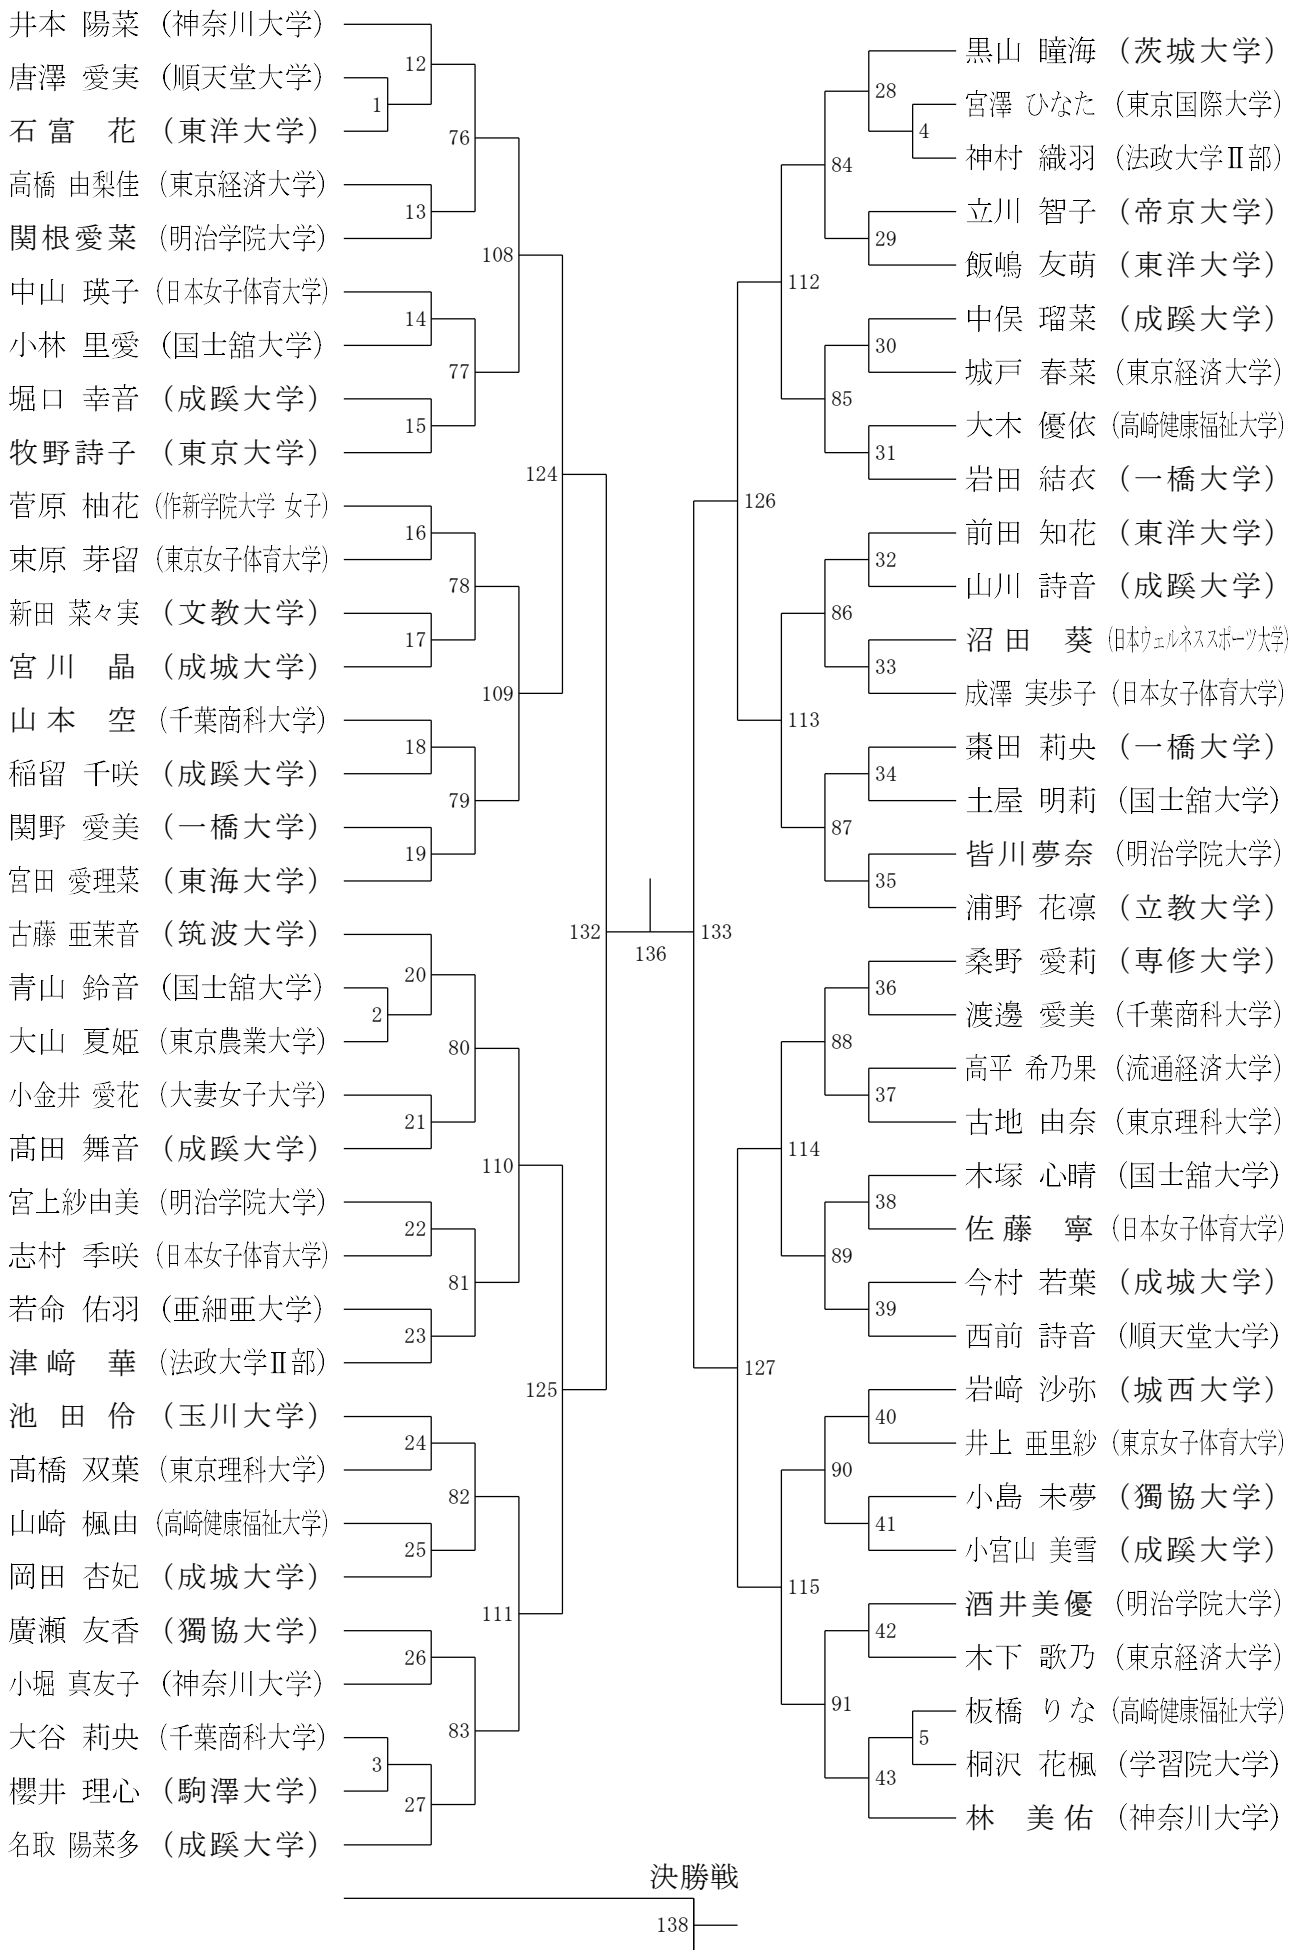 井本 陽菜 (神奈川大学)
唐澤 愛実 (順天堂大学)
石富 花 (東洋大学)
高橋 由梨佳 (東京経済大学)
関根愛菜 (明治学院大学)
中山 瑛子 (日本女子体育大学)
小林 里愛 (国士舘大学)
堀口 幸音 (成蹊大学)
牧野詩子 (東京大学)
菅原 柚花 (作新学院大学 女子)
束原 芽留 (東京女子体育大学)
新田 菜々実 (文教大学)
宮川 晶 (成城大学)
山本 空 (千葉商科大学)
稲留 千咲 (成蹊大学)
関野 愛美 (一橋大学)
宮田 愛理菜 (東海大学)
古藤 亜茉音 (筑波大学)
青山 鈴音 (国士舘大学)
大山 夏姫 (東京農業大学)
小金井 愛花 (大妻女子大学)
髙田 舞音 (成蹊大学)
宮上紗由美 (明治学院大学)
志村 季咲 (日本女子体育大学)
若命 佑羽 (亜細亜大学)
津﨑 華 (法政大学Ⅱ部)
池田 伶 (玉川大学)
髙橋 双葉 (東京理科大学)
山崎 楓由 (高崎健康福祉大学)
岡田 杏妃 (成城大学)
廣瀬 友香 (獨協大学)
小堀 真友子 (神奈川大学)
大谷 莉央 (千葉商科大学)
櫻井 理心 (駒澤大学)
名取 陽菜多 (成蹊大学)
1
2
3
12
13
14
15
16
17
18
19
20
21
22
23
24
25
26
27
76
77
78
79
80
81
82
83
108
109
110
111
124
125
132
136
133
126
127
112
113
114
115
84
85
86
87
88
89
90
91
28
29
30
31
32
33
34
35
36
37
38
39
40
41
42
43
4
5
黒山 瞳海 (茨城大学)
宮澤 ひなた (東京国際大学)
神村 織羽 (法政大学Ⅱ部)
立川 智子 (帝京大学)
飯嶋 友萌 (東洋大学)
中俣 瑠菜 (成蹊大学)
城戸 春菜 (東京経済大学)
大木 優依 (高崎健康福祉大学)
岩田 結衣 (一橋大学)
前田 知花 (東洋大学)
山川 詩音 (成蹊大学)
沼田 葵 (日本ウェルネススポーツ大学)
成澤 実歩子 (日本女子体育大学)
棗田 莉央 (一橋大学)
土屋 明莉 (国士舘大学)
皆川夢奈 (明治学院大学)
浦野 花凛 (立教大学)
桑野 愛莉 (専修大学)
渡邊 愛美 (千葉商科大学)
高平 希乃果 (流通経済大学)
古地 由奈 (東京理科大学)
木塚 心晴 (国士舘大学)
佐藤 寧 (日本女子体育大学)
今村 若葉 (成城大学)
西前 詩音 (順天堂大学)
岩﨑 沙弥 (城西大学)
井上 亜里紗 (東京女子体育大学)
小島 未夢 (獨協大学)
小宮山 美雪 (成蹊大学)
酒井美優 (明治学院大学)
木下 歌乃 (東京経済大学)
板橋 りな (高崎健康福祉大学)
桐沢 花楓 (学習院大学)
林 美佑 (神奈川大学)
決勝戦
138